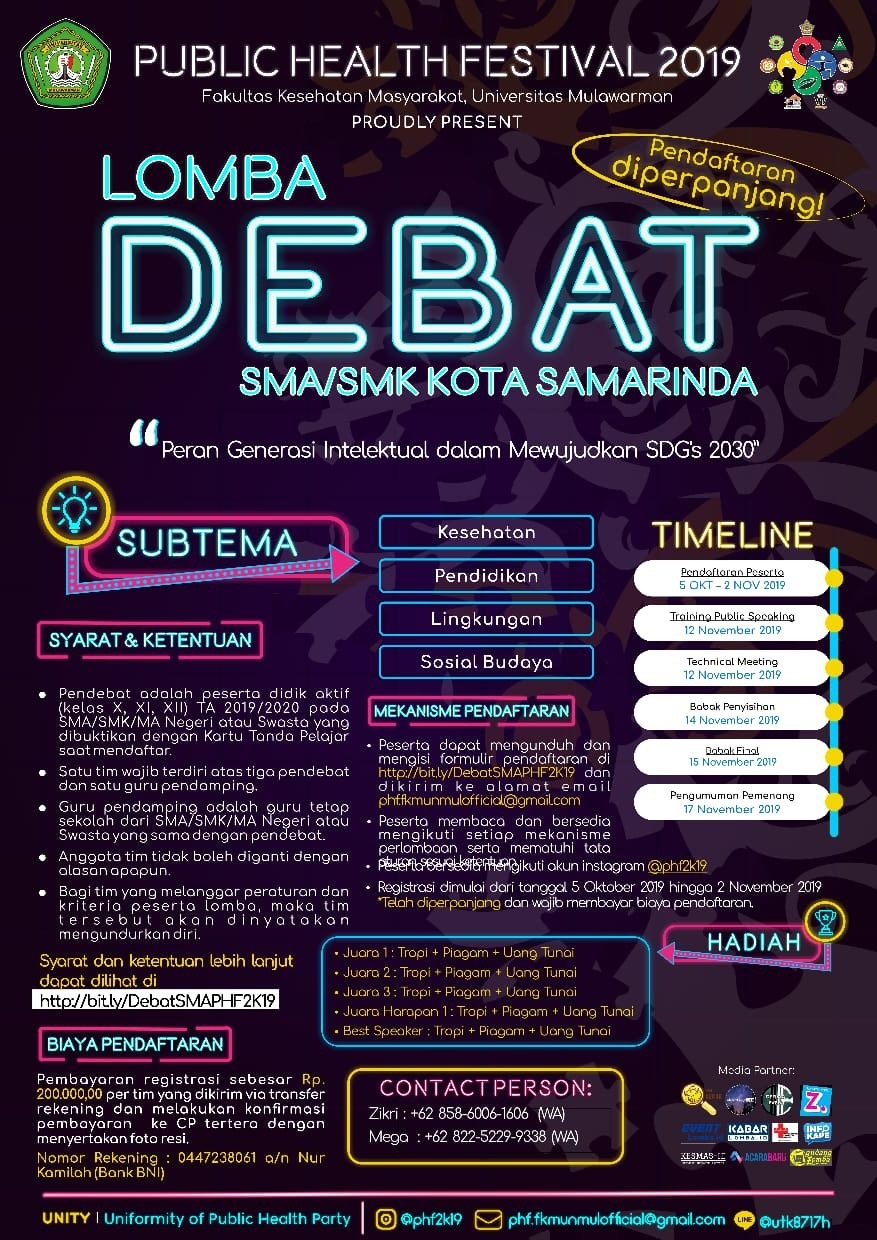 PUBLIC HEALTH FESTIVAL 2019
Fakultas Kesehatan Masyarakat, Universitas Mulawarman
PROUDLY PRESENT
Pendaftaran
diperpanjang!
LOMBA
DEBAT
SMA/SMK KOTA SAMARINDA
“Peran Generasi Intelektual dalam Mewujudkan SDG's 2030”
SUBTEMA
Kesehatan
Pendidikan
Lingkungan
Sosial Budaya
TIMELINE
Pendaftaran Peserta
5 OKT – 2 NOV 2019
Training Public Speaking
12 November 2019
Technical Meeting
12 November 2019
Babak Penyisihan
14 November 2019
Babak Final
15 November 2019
Pengumuman Pemenang
17 November 2019
SYARAT & KETENTUAN
• Pendebat adalah peserta didik aktif
(kelas X, XI, XII) TA 2019/2020 pada
SMA/SMK/MA Negeri atau Swasta yang
dibuktikan dengan Kartu Tanda Pelajar
saat mendaftar.
• Satu tim wajib terdiri atas tiga pendebat
dan satu guru pendamping.
• Guru pendamping adalah guru tetap
sekolah dari SMA/SMK/MA Negeri atau
Swasta yang sama dengan pendebat.
• Anggota tim tidak boleh diganti dengan
alasan apapun.
• Bagi tim yang melanggar peraturan dan
kriteria peserta lomba, maka tim
tersebut akan dinyatakan
mengundurkan diri.
Syarat dan ketentuan lebih lanjut
dapat dilihat di
http://bit.ly/DebatSMAPHF2K19
MEKANISME PENDAFTARAN
• Peserta dapat mengunduh dan
mengisi formulir pendaftaran di
http://bit.ly/DebatSMAPHF2K19 dan
dikirim ke alamat email
phffkmunmulofficial@gmail.com
• Peserta membaca dan bersedia
mengikuti setiap mekanisme
perlombaan serta mematuhi tata
aturan sesuai ketentuan.
• Peserta bersedia mengikuti akun instagram @phf2k19
• Registrasi dimulai dari tanggal 5 Oktober 2019 hingga 2 November 2019
*Telah diperpanjang dan wajib membayar biaya pendaftaran.
HADIAH
• Juara 1 : Tropi + Piagam + Uang Tunai
• Juara 2 : Tropi + Piagam + Uang Tunai
• Juara 3 : Tropi + Piagam + Uang Tunai
• Juara Harapan 1 : Tropi + Piagam + Uang Tunai
• Best Speaker : Tropi + Piagam + Uang Tunai
BIAYA PENDAFTARAN
Pembayaran registrasi sebesar Rp.
200.000,00 per tim yang dikirim via transfer
rekening dan melakukan konfirmasi
pembayaran ke CP tertera dengan
menyertakan foto resi.
Nomor Rekening : 0447238061 a/n Nur
Kamilah (Bank BNI)
CONTACT PERSON:
Zikri : +62 858-6006-1606 (WA)
Mega : +62 822-5229-9338 (WA)
Media Partner:
Z.
EVENT
KABAR
LOMBA.ID
INFO
KESMAS-ID
ACARABARU
UNITY | Uniformity of Public Health Party
@phf2k19
phf.fkmunmulofficial@gmail.com
LINE
@utk8717h